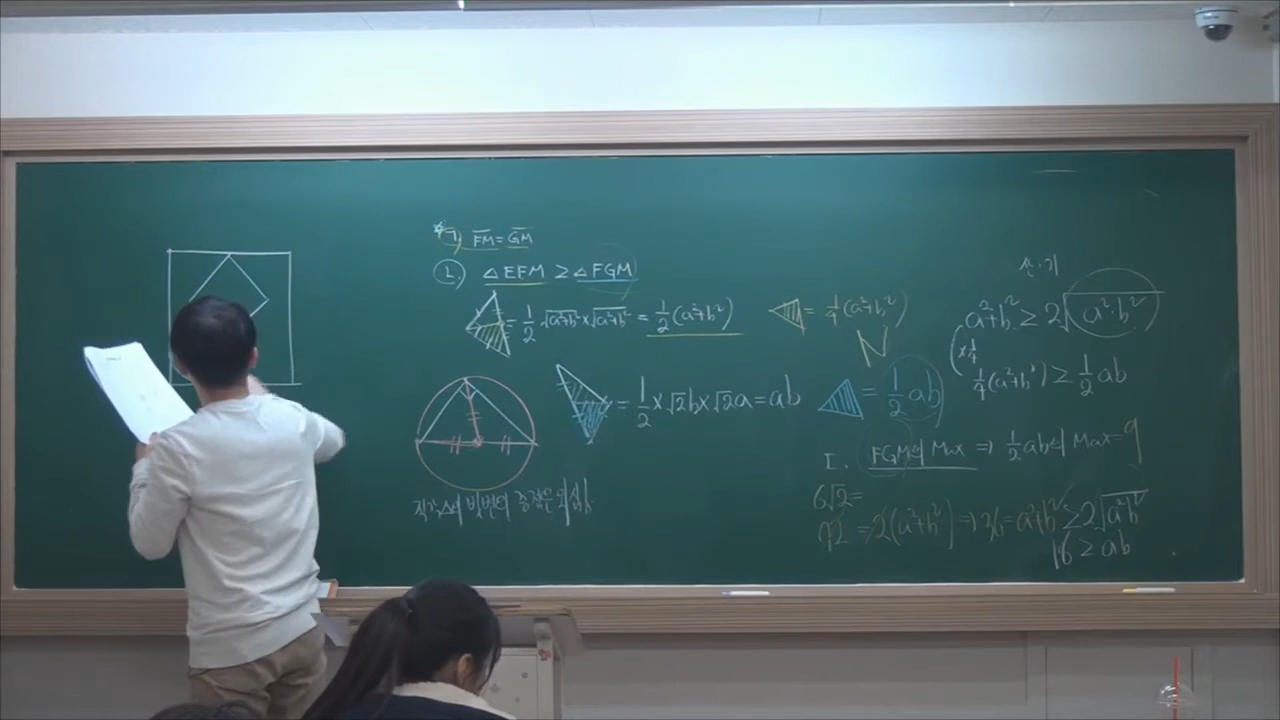 ㄱ) FM = GM
ㄴ) △EFM ≥ △FGM
= 1/2 √a²+b² × √a²+b² = 1/2 (a²+b²)
= 1/4 (a²+b²)
= 1/2 × √2b × √2a = ab
= 1/2 ab
직각△의 빗변의 중점은 외심.
산·기
a²+b² ≥ 2√a²·b²
×1/4
1/4 (a²+b²) ≥ 1/2 ab
ㄷ. FGM의 Max ⇒ 1/2 ab의 Max = 9
6√2 =
72 = 2(a²+b²) ⇒ 36 = a²+b² ≥ 2√a²b²
18 ≥ ab